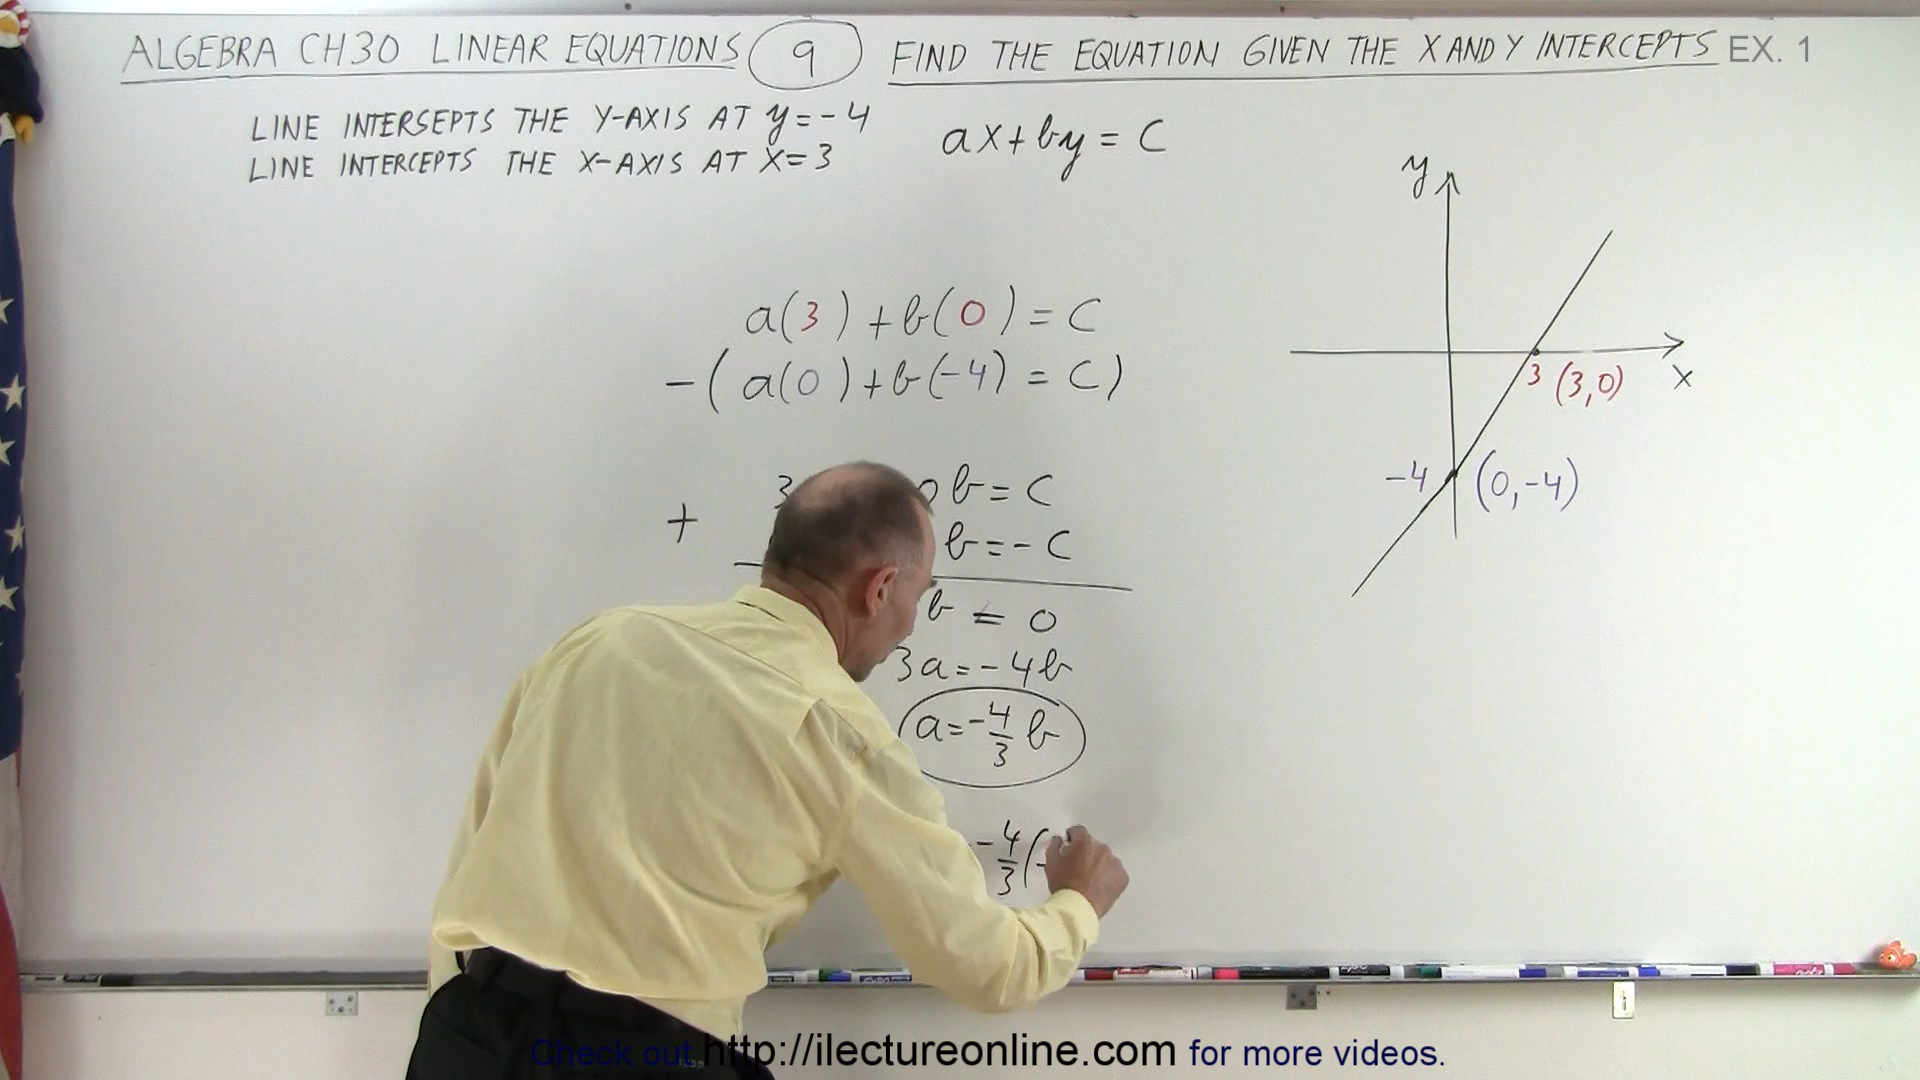 ALGEBRA CH30 LINEAR EQUATIONS 9 FIND THE EQUATION GIVEN THE X AND Y INTERCEPTS EX. 1
LINE INTERSEPTS THE Y-AXIS AT y=-4
LINE INTERCEPTS THE X-AXIS AT X=3
ax+by=C
a(3)+b(0)=C
-(a(0)+b(-4)=C)
3 0b=C
+ b=-C
b=0
3a=-4b
a=-4/3 b
-4/3(-
y
x
3 (3,0)
-4 (0,-4)
Check out http://ilectureonline.com for more videos.